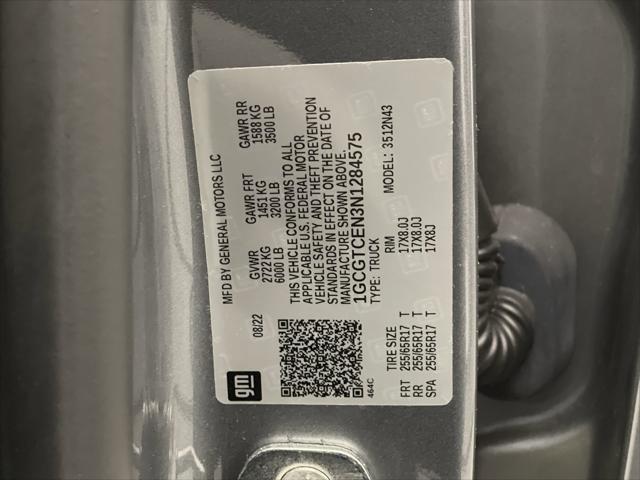 MFD BY GENERAL MOTORS LLC
08/22
GVWR GAWR FRT GAWR RR
2722 KG 1451 KG 1588 KG
6000 LB 3200 LB 3500 LB
THIS VEHICLE CONFORMS TO ALL
APPLICABLE U.S. FEDERAL MOTOR
VEHICLE SAFETY AND THEFT PREVENTION
STANDARDS IN EFFECT ON THE DATE OF
MANUFACTURE SHOWN ABOVE.
1GCGTCEN3N1284575
TYPE: TRUCK MODEL: 3512N43
gm
464C
TIRE SIZE RIM
FRT 255/65R17 T 17X8.0J
RR 255/65R17 T 17X8.0J
SPA 255/65R17 T 17X8J